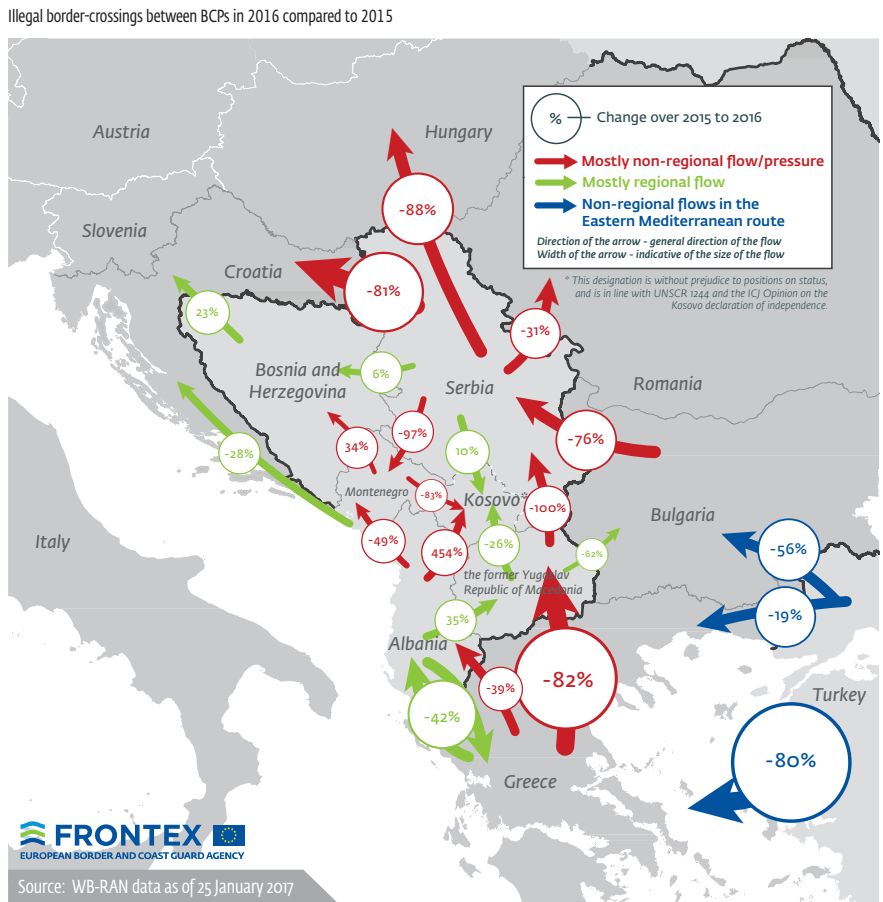 Illegal border-crossings between BCPs in 2016 compared to 2015
Austria
Hungary
Slovenia
Croatia
% Change over 2015 to 2016
Mostly non-regional flow/pressure
Mostly regional flow
Non-regional flows in the
Eastern Mediterranean route
Direction of the arrow – general direction of the flow
Width of the arrow – indicative of the size of the flow
* This designation is without prejudice to positions on status,
and is in line with UNSCR 1244 and the ICJ Opinion on the
Kosovo declaration of independence.
-88%
-81%
23%
-31%
6%
Bosnia and
Herzegovina
Serbia
Romania
-97%
34%
-28%
10%
-76%
Montenegro
-83%
Kosovo*
-100%
Bulgaria
Italy
-49%
454%
-26%
-62%
-56%
the former Yugoslav
Republic of Macedonia
35%
-19%
Albania
-39%
-82%
-42%
Turkey
-80%
Greece
FRONTEX
EUROPEAN BORDER AND COAST GUARD AGENCY
Source: WB-RAN data as of 25 January 2017